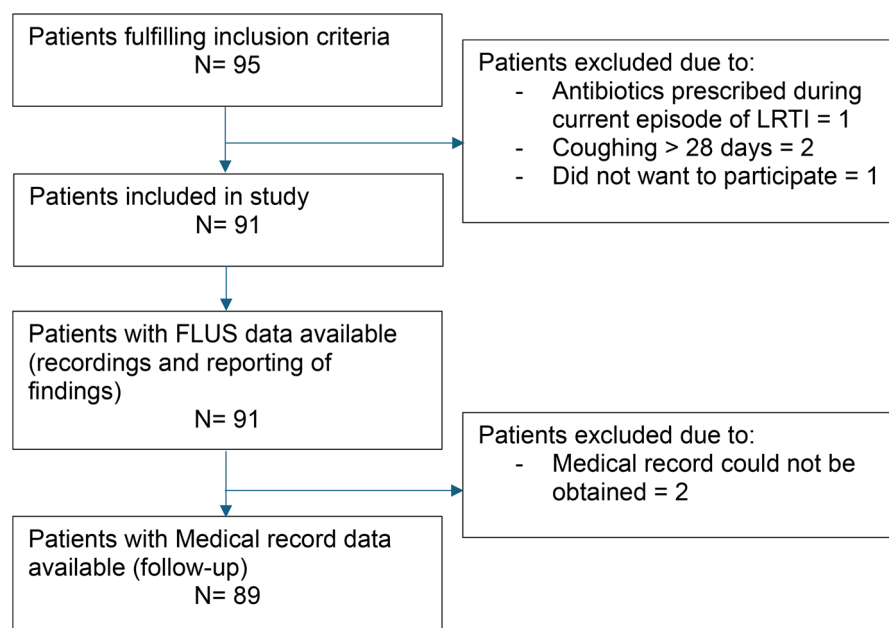 Patients fulfilling inclusion criteria
N= 95
Patients excluded due to:
- Antibiotics prescribed during
current episode of LRTI = 1
- Coughing > 28 days = 2
- Did not want to participate = 1
Patients included in study
N= 91
Patients with FLUS data available
(recordings and reporting of
findings)
N= 91
Patients excluded due to:
- Medical record could not be
obtained = 2
Patients with Medical record data
available (follow-up)
N= 89